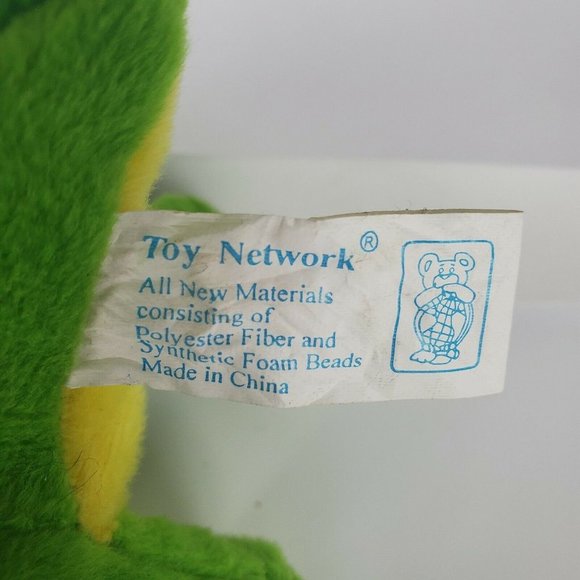 Toy Network®
All New Materials
consisting of
Polyester Fiber and
Synthetic Foam Beads
Made in China